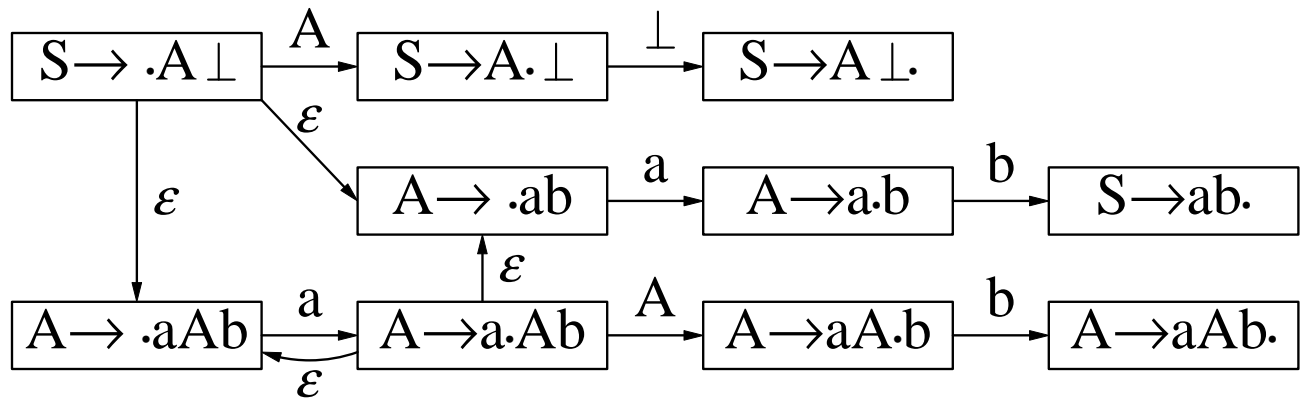 A ⊥
S→ .A⊥ S→A.⊥ S→A⊥.
ε
a b
ε A→ .ab A→a.b S→ab.
ε
a A b
A→ .aAb A→a.Ab A→aA.b A→aAb.
ε